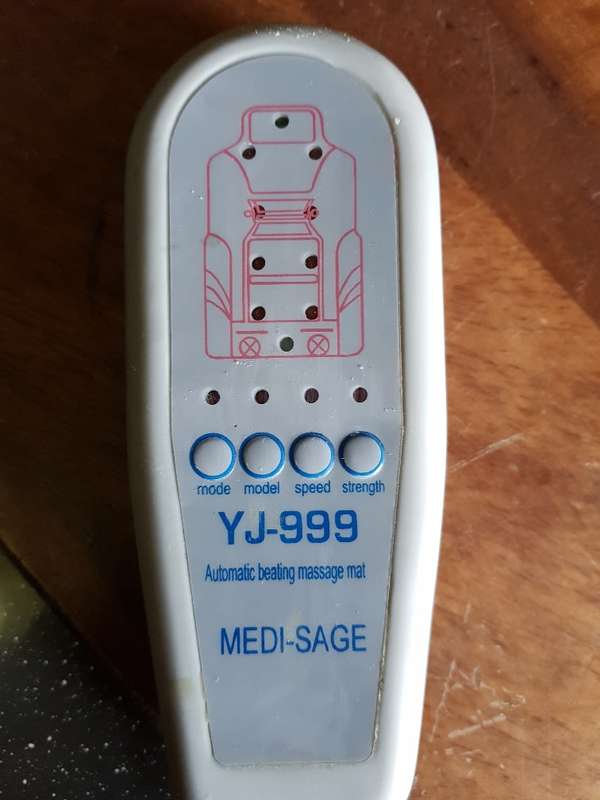 mode model speed strength
YJ-999
Automatic beating massage mat
MEDI-SAGE